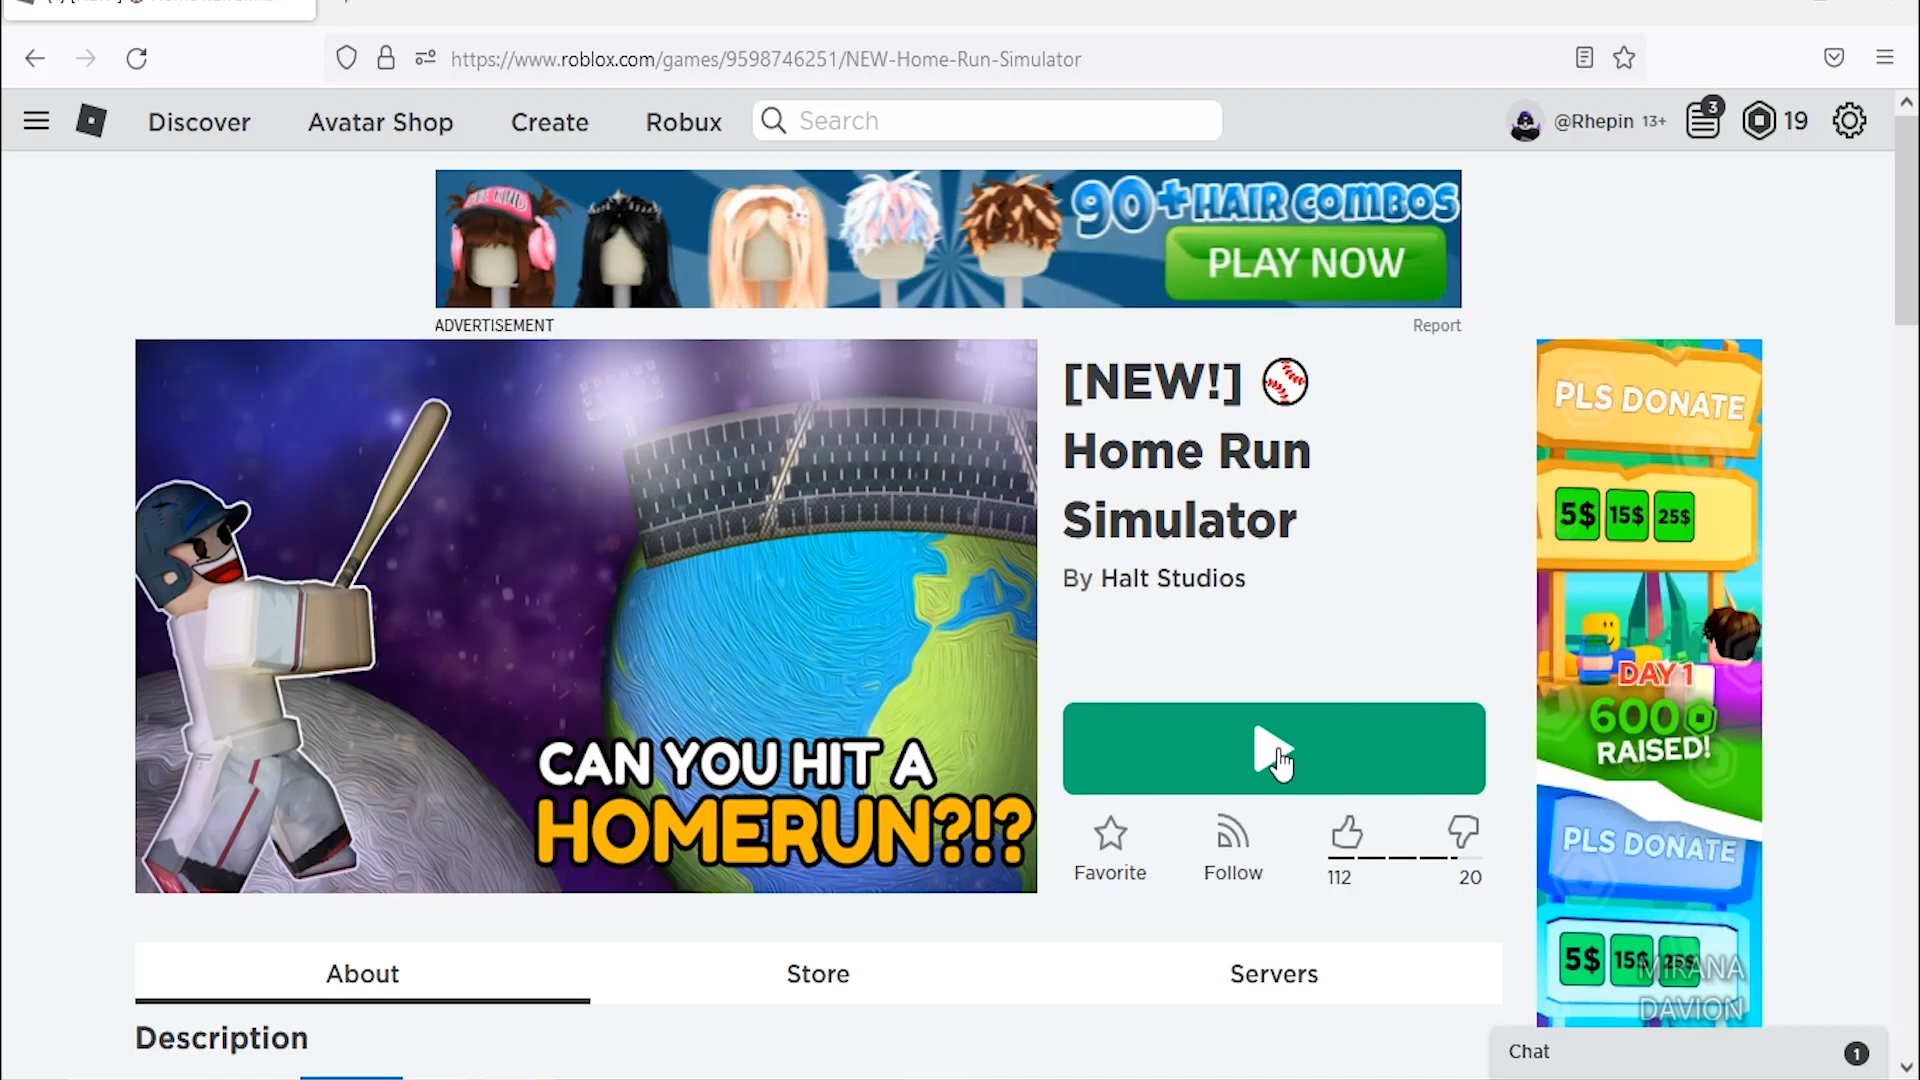 https://www.roblox.com/games/9598746251/NEW-Home-Run-Simulator
Discover
Avatar Shop
Create
Robux
Search
@Rhepin 13+
3
19
90+ HAIR COMBOS
PLAY NOW
ADVERTISEMENT
Report
CAN YOU HIT A
HOMERUN?!?
[NEW!] ⚾
Home Run
Simulator
By Halt Studios
Favorite
Follow
112
20
PLS DONATE
5$ 15$ 25$
DAY 1
600
RAISED!
PLS DONATE
5$ 15$ 25$
MIRANA
DAVION
About
Store
Servers
Description
Chat
1